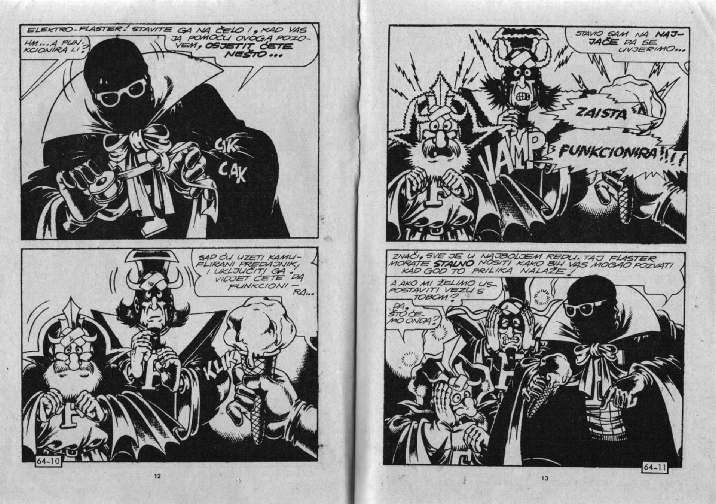 ELEKTRO-FLASTER! STAVITE GA NA ČELO I, KAD VAS
JA POMOĆU OVOGA POZO-
VEM, OSJETIT ĆETE
NEŠTO...
HM... A FUN-
KCIONIRA LI?
CAK
CAK
SAD ĆU UZETI KAMU-
FLIRANI PREDAJNIK,
I UKLJUČITI GA.
VIDJET ĆETE DA
FUNKCIONI-
RA...
F
F
64-10
12
STAVIO SAM NA NAJ-
JAČE DA SE
UVJERIMO...
ZAISTA
FUNKCIONIRA!!!!
VAMP
F
ZNAČI, SVE JE U NAJBOLJEM REDU. TAJ FLASTER
MORATE STALNO NOSITI KAKO BIH VAS MOGAO POZVATI
KAD GOD TO PRILIKA NALAŽE!
A AKO MI ŽELIMO US-
POSTAVITI VEZU S
TOBOM?
DA,
ŠTO ĆE-
MO ONDA?
64-11
13